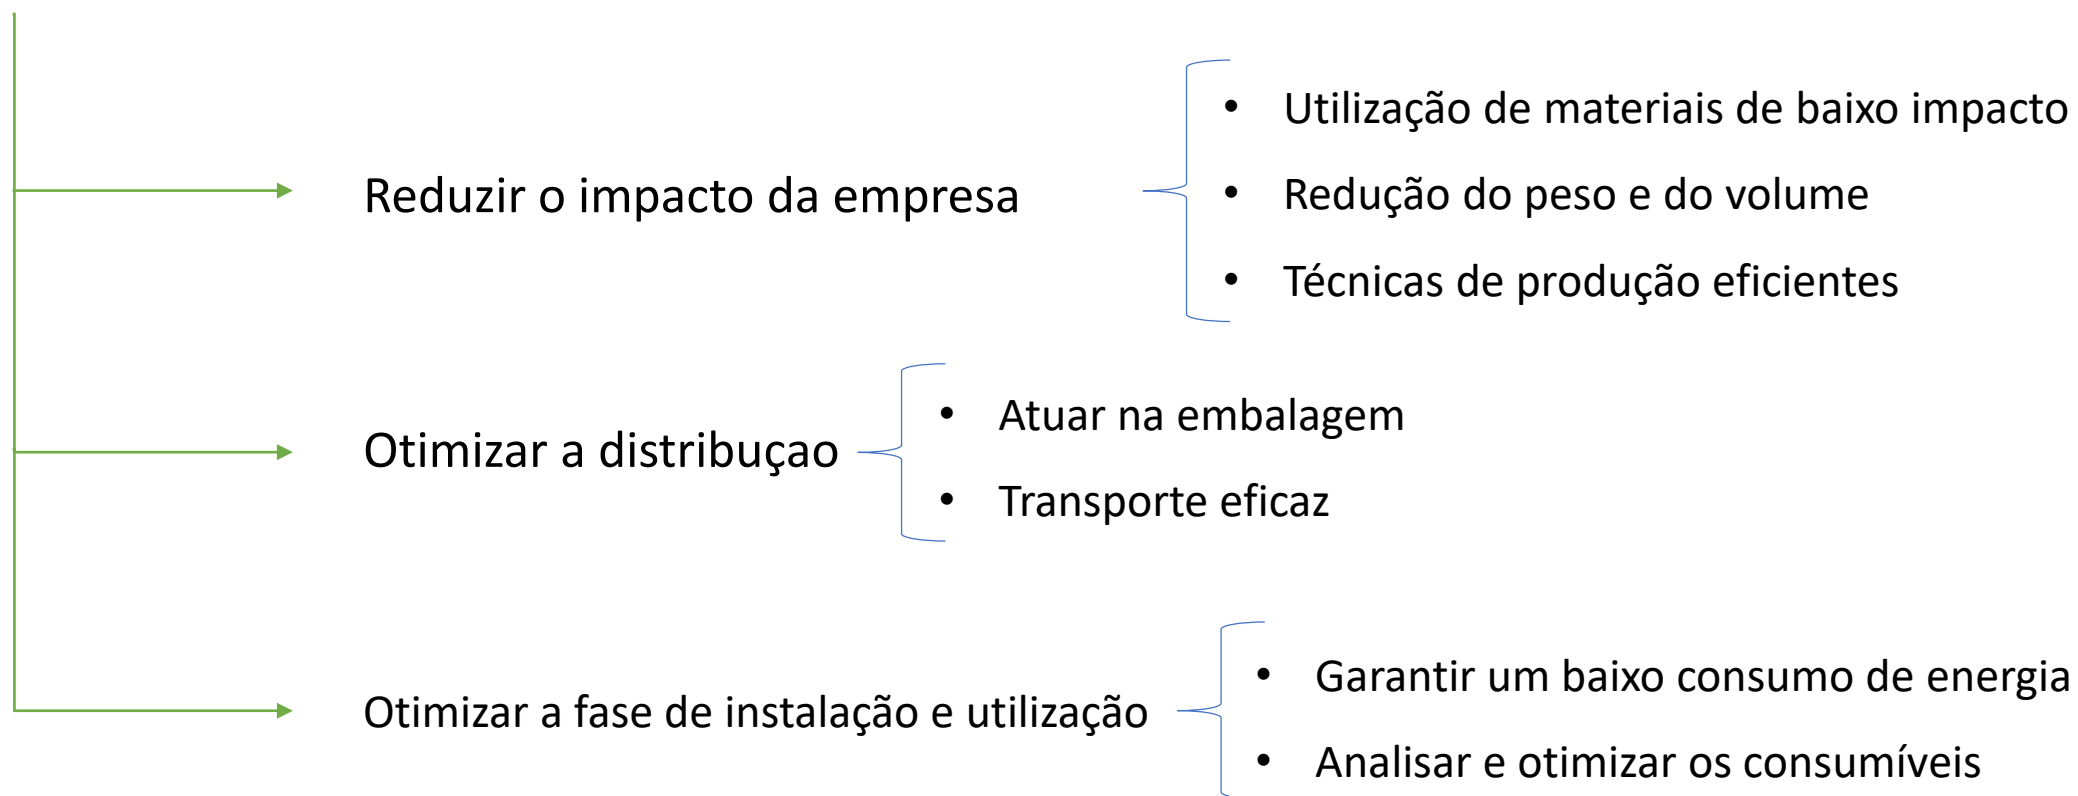 Reduzir o impacto da empresa
• Utilização de materiais de baixo impacto
• Redução do peso e do volume
• Técnicas de produção eficientes
Otimizar a distribuçao
• Atuar na embalagem
• Transporte eficaz
Otimizar a fase de instalação e utilização
• Garantir um baixo consumo de energia
• Analisar e otimizar os consumíveis